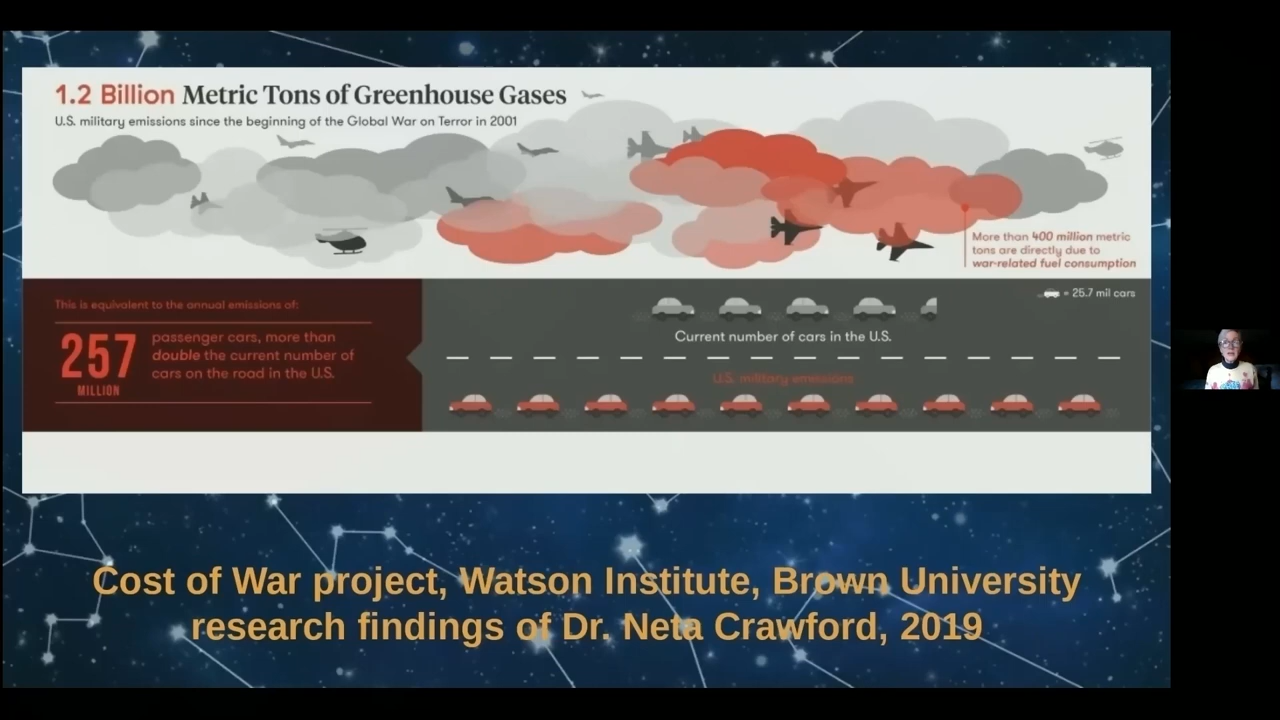 1.2 Billion Metric Tons of Greenhouse Gases
U.S. military emissions since the beginning of the Global War on Terror in 2001
More than 400 million metric
tons are directly due to
war-related fuel consumption
This is equivalent to the annual emissions of:
257
MILLION
passenger cars, more than
double the current number of
cars on the road in the U.S.
= 25.7 mil cars
Current number of cars in the U.S.
U.S. military emissions
Cost of War project, Watson Institute, Brown University
research findings of Dr. Neta Crawford, 2019